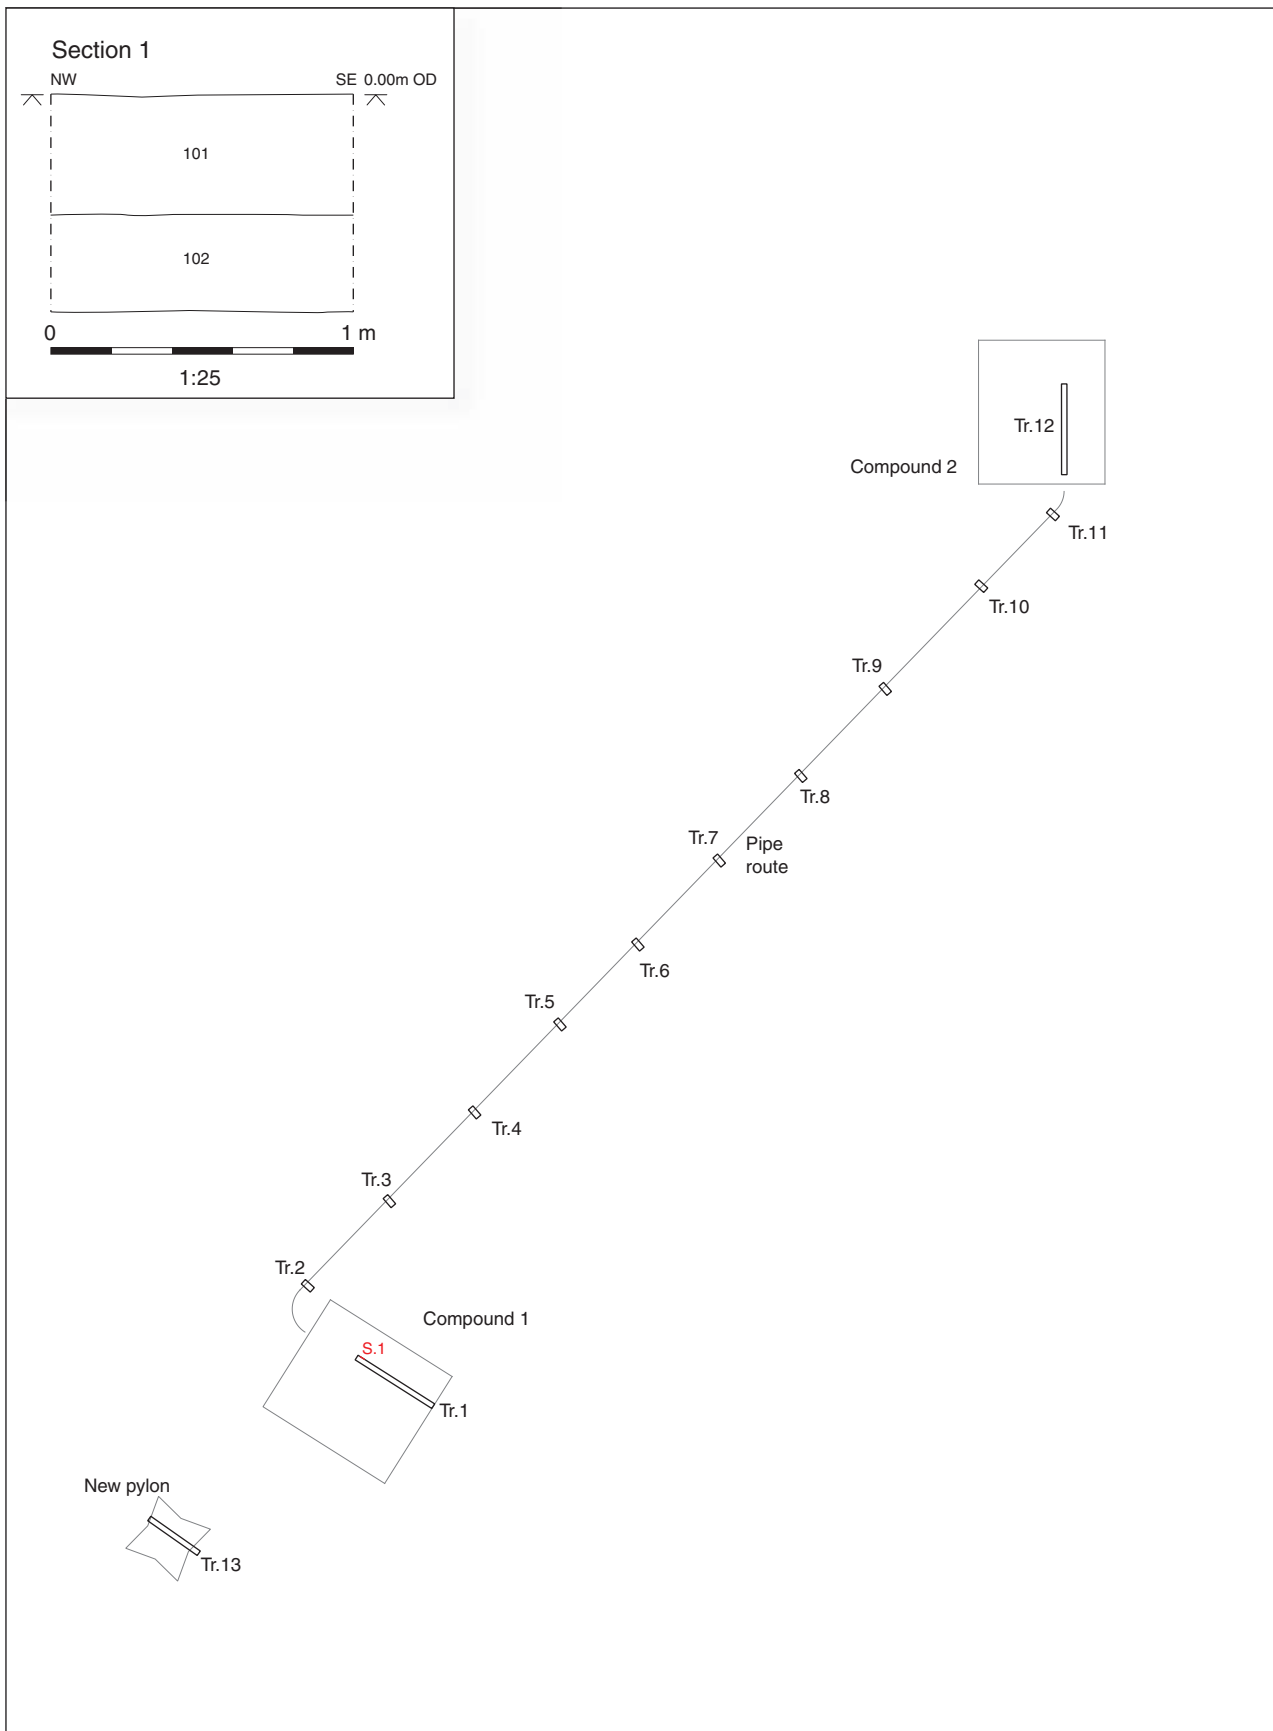 Section 1
NW
SE 0.00m OD
101
102
0
1 m
1:25
Tr.12
Compound 2
Tr.11
Tr.10
Tr.9
Tr.8
Tr.7
Pipe
route
Tr.6
Tr.5
Tr.4
Tr.3
Tr.2
Compound 1
S.1
Tr.1
New pylon
Tr.13